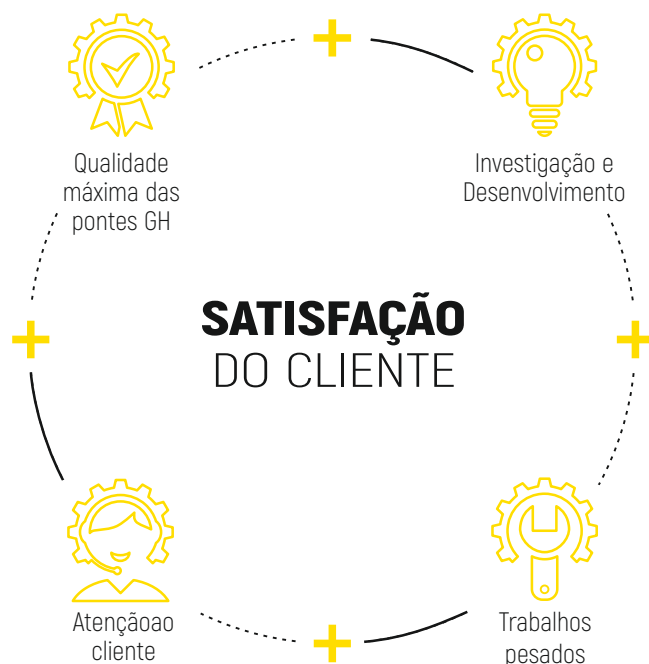 Qualidade
máxima das
pontes GH
Investigação e
Desenvolvimento
SATISFAÇÃO
DO CLIENTE
Atençãoao
cliente
Trabalhos
pesados